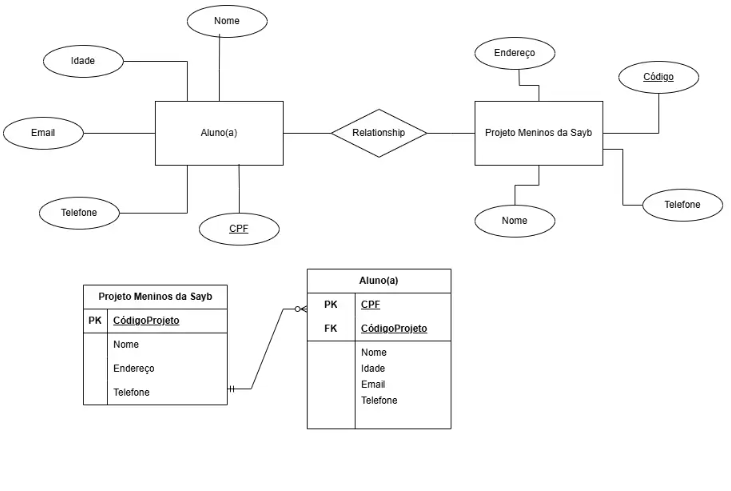 Nome
Idade
Endereço
Código
Email
Aluno(a)
Relationship
Projeto Meninos da Sayb
Telefone
CPF
Nome
Telefone
Projeto Meninos da Sayb
PK CódigoProjeto
Nome
Endereço
Telefone
Aluno(a)
PK CPF
FK CódigoProjeto
Nome
Idade
Email
Telefone